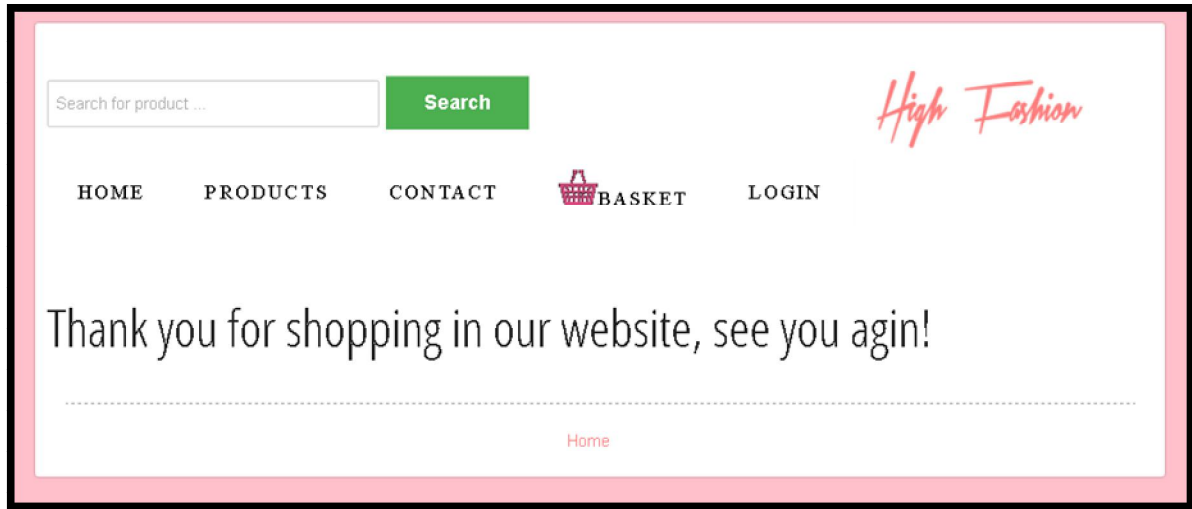 Search for product ...
Search
High Fashion
HOME PRODUCTS CONTACT BASKET LOGIN
Thank you for shopping in our website, see you agin!
Home